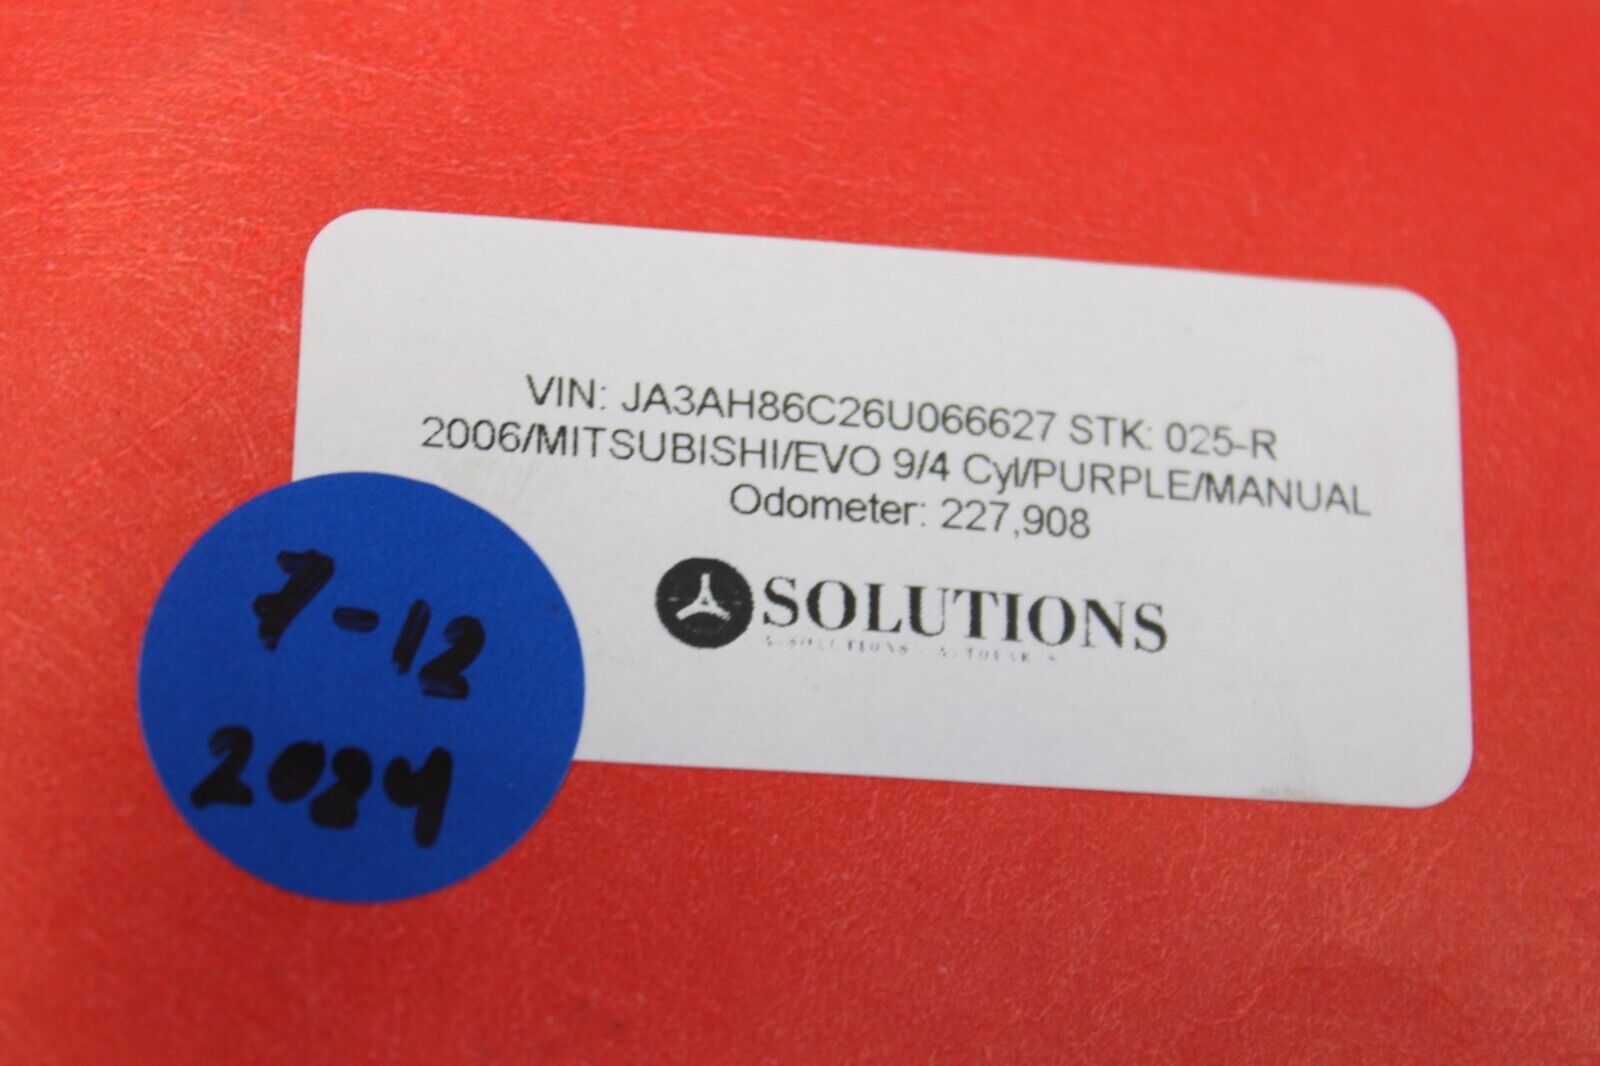 VIN: JA3AH86C26U066627 STK: 025-R
2006/MITSUBISHI/EVO 9/4 Cyl/PURPLE/MANUAL
Odometer: 227,908
SOLUTIONS
7-12
2024